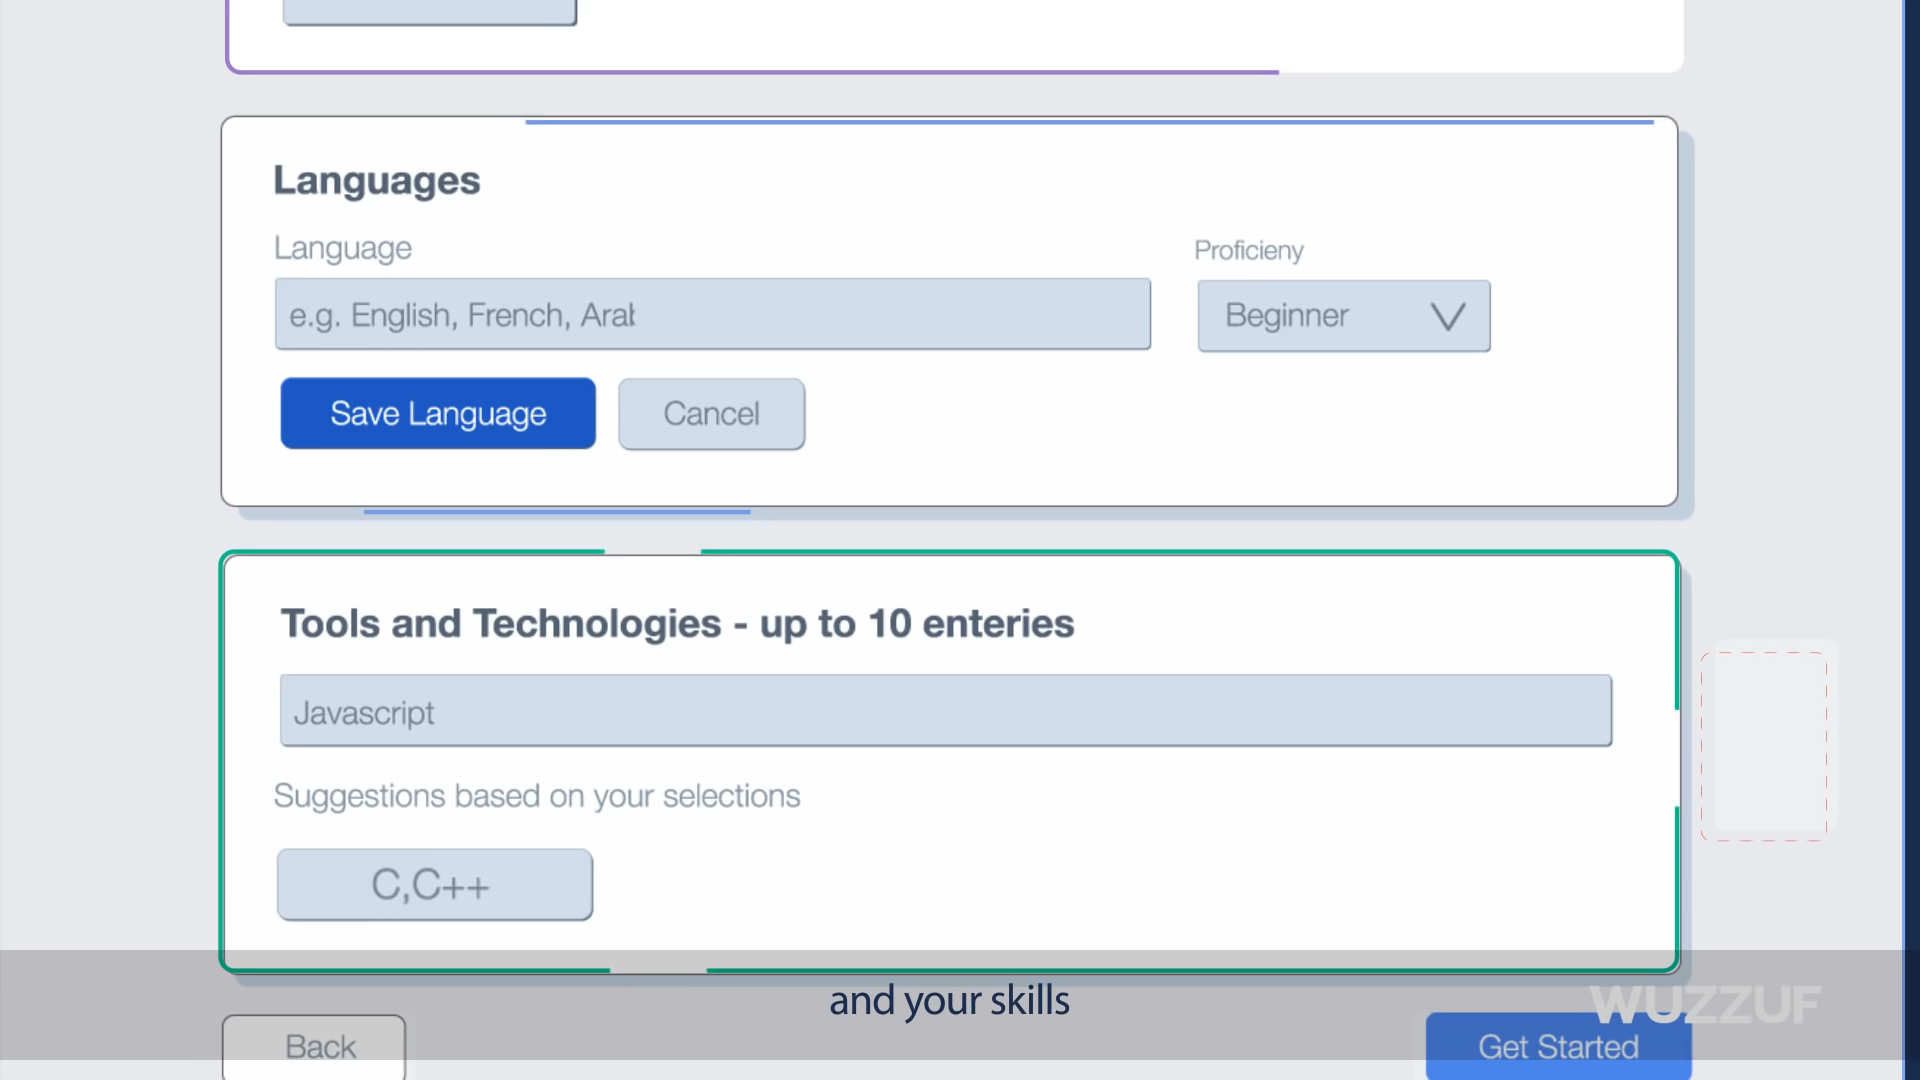 Languages
Language
Proficieny
e.g. English, French, Ara
Beginner
Save Language
Cancel
Tools and Technologies - up to 10 enteries
Javascript
Suggestions based on your selections
C,C++
and your skills
WUZZUF
Back
Get Started